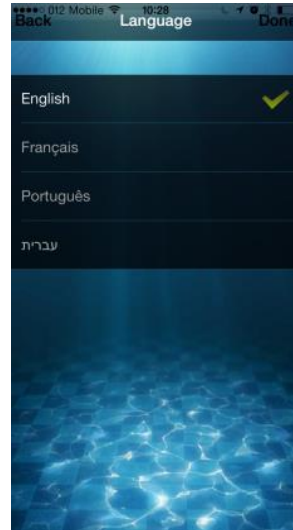 012 Mobile 10:28
Back Language Done
English
Français
Português
עברית